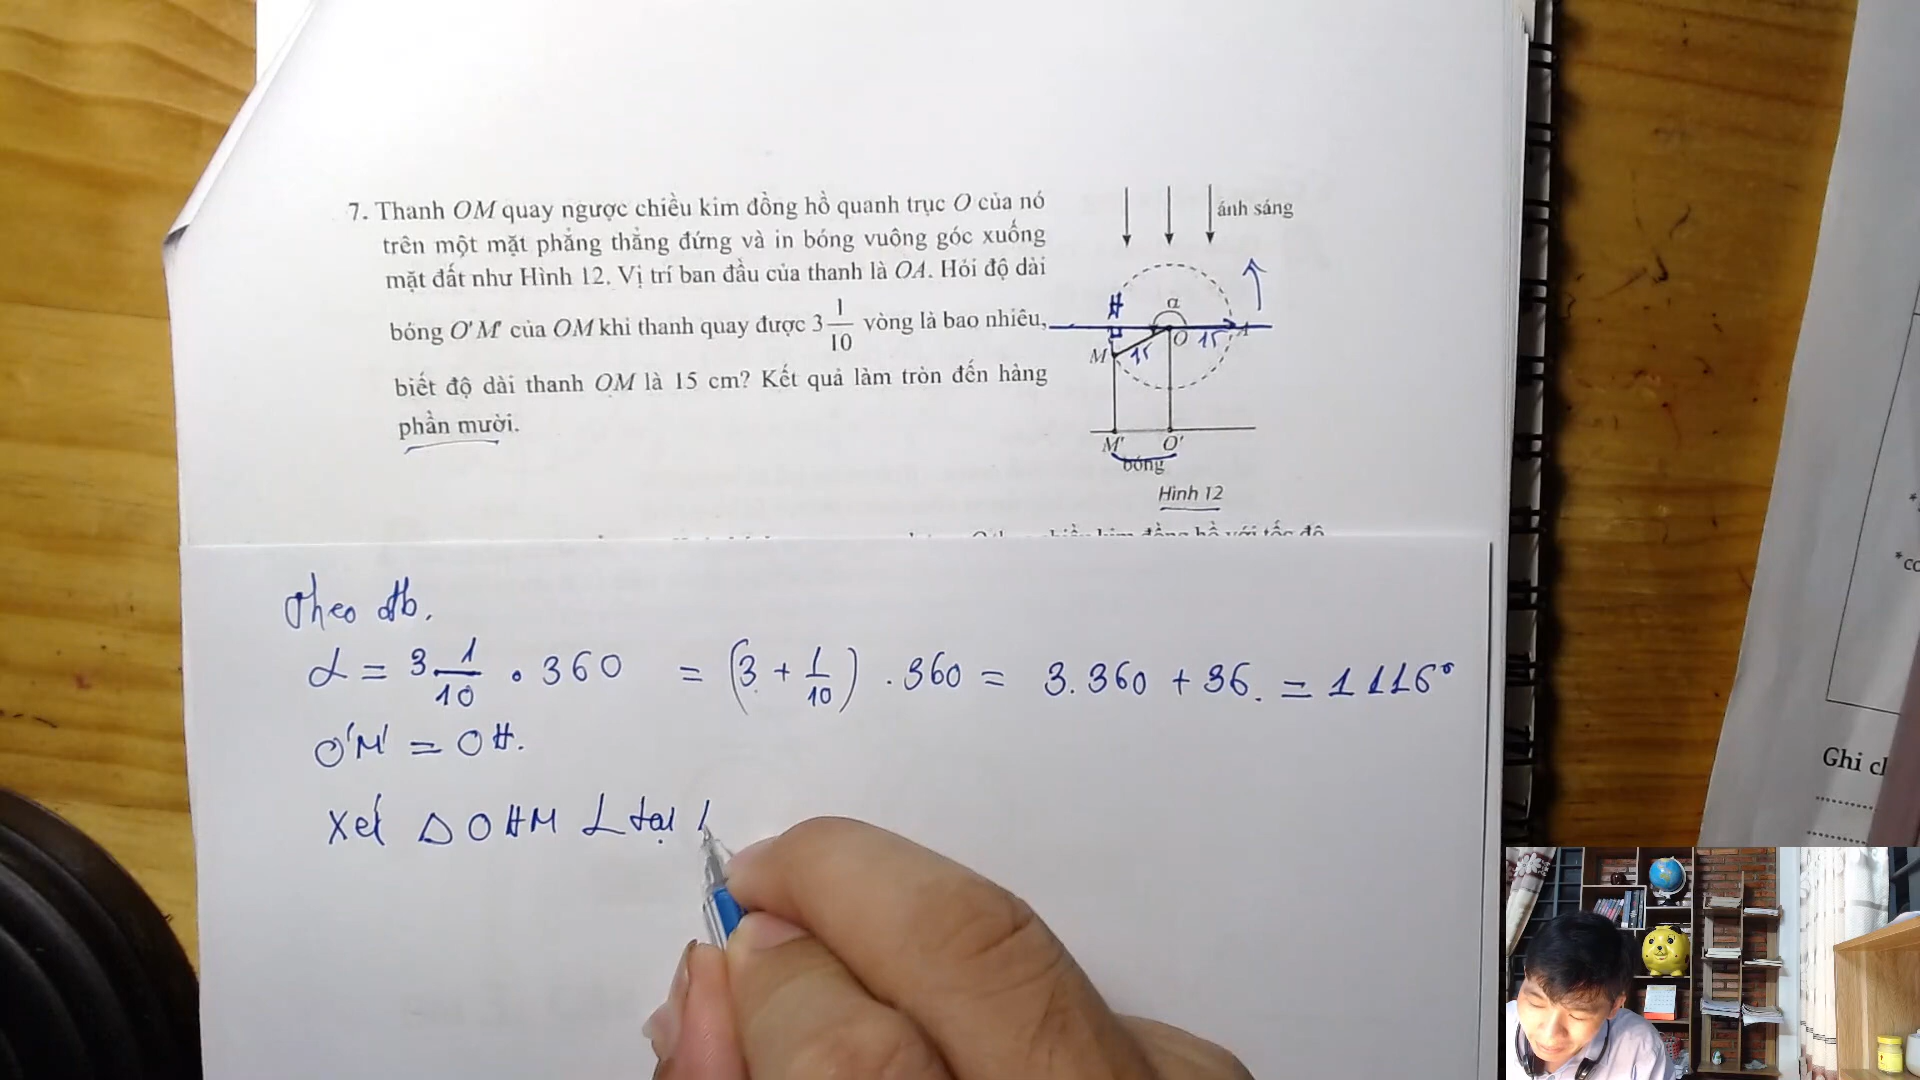 7. Thanh OM quay ngược chiều kim đồng hồ quanh trục O của nó
trên một mặt phẳng thẳng đứng và in bóng vuông góc xuống
mặt đất như Hình 12. Vị trí ban đầu của thanh là OA. Hỏi độ dài
bóng O'M' của OM khi thanh quay được 3 1/10 vòng là bao nhiêu,
biết độ dài thanh OM là 15 cm? Kết quả làm tròn đến hàng
phần mười.
ánh sáng
H
α
M
15
O
15
A
M'
O'
bóng
Hình 12
Theo đb.
α = 3 1/10 . 360 = (3 + 1/10) . 360 = 3.360 + 36. = 1116°
O'M' = OH.
Xét Δ OHM ⊥ tại
Ghi